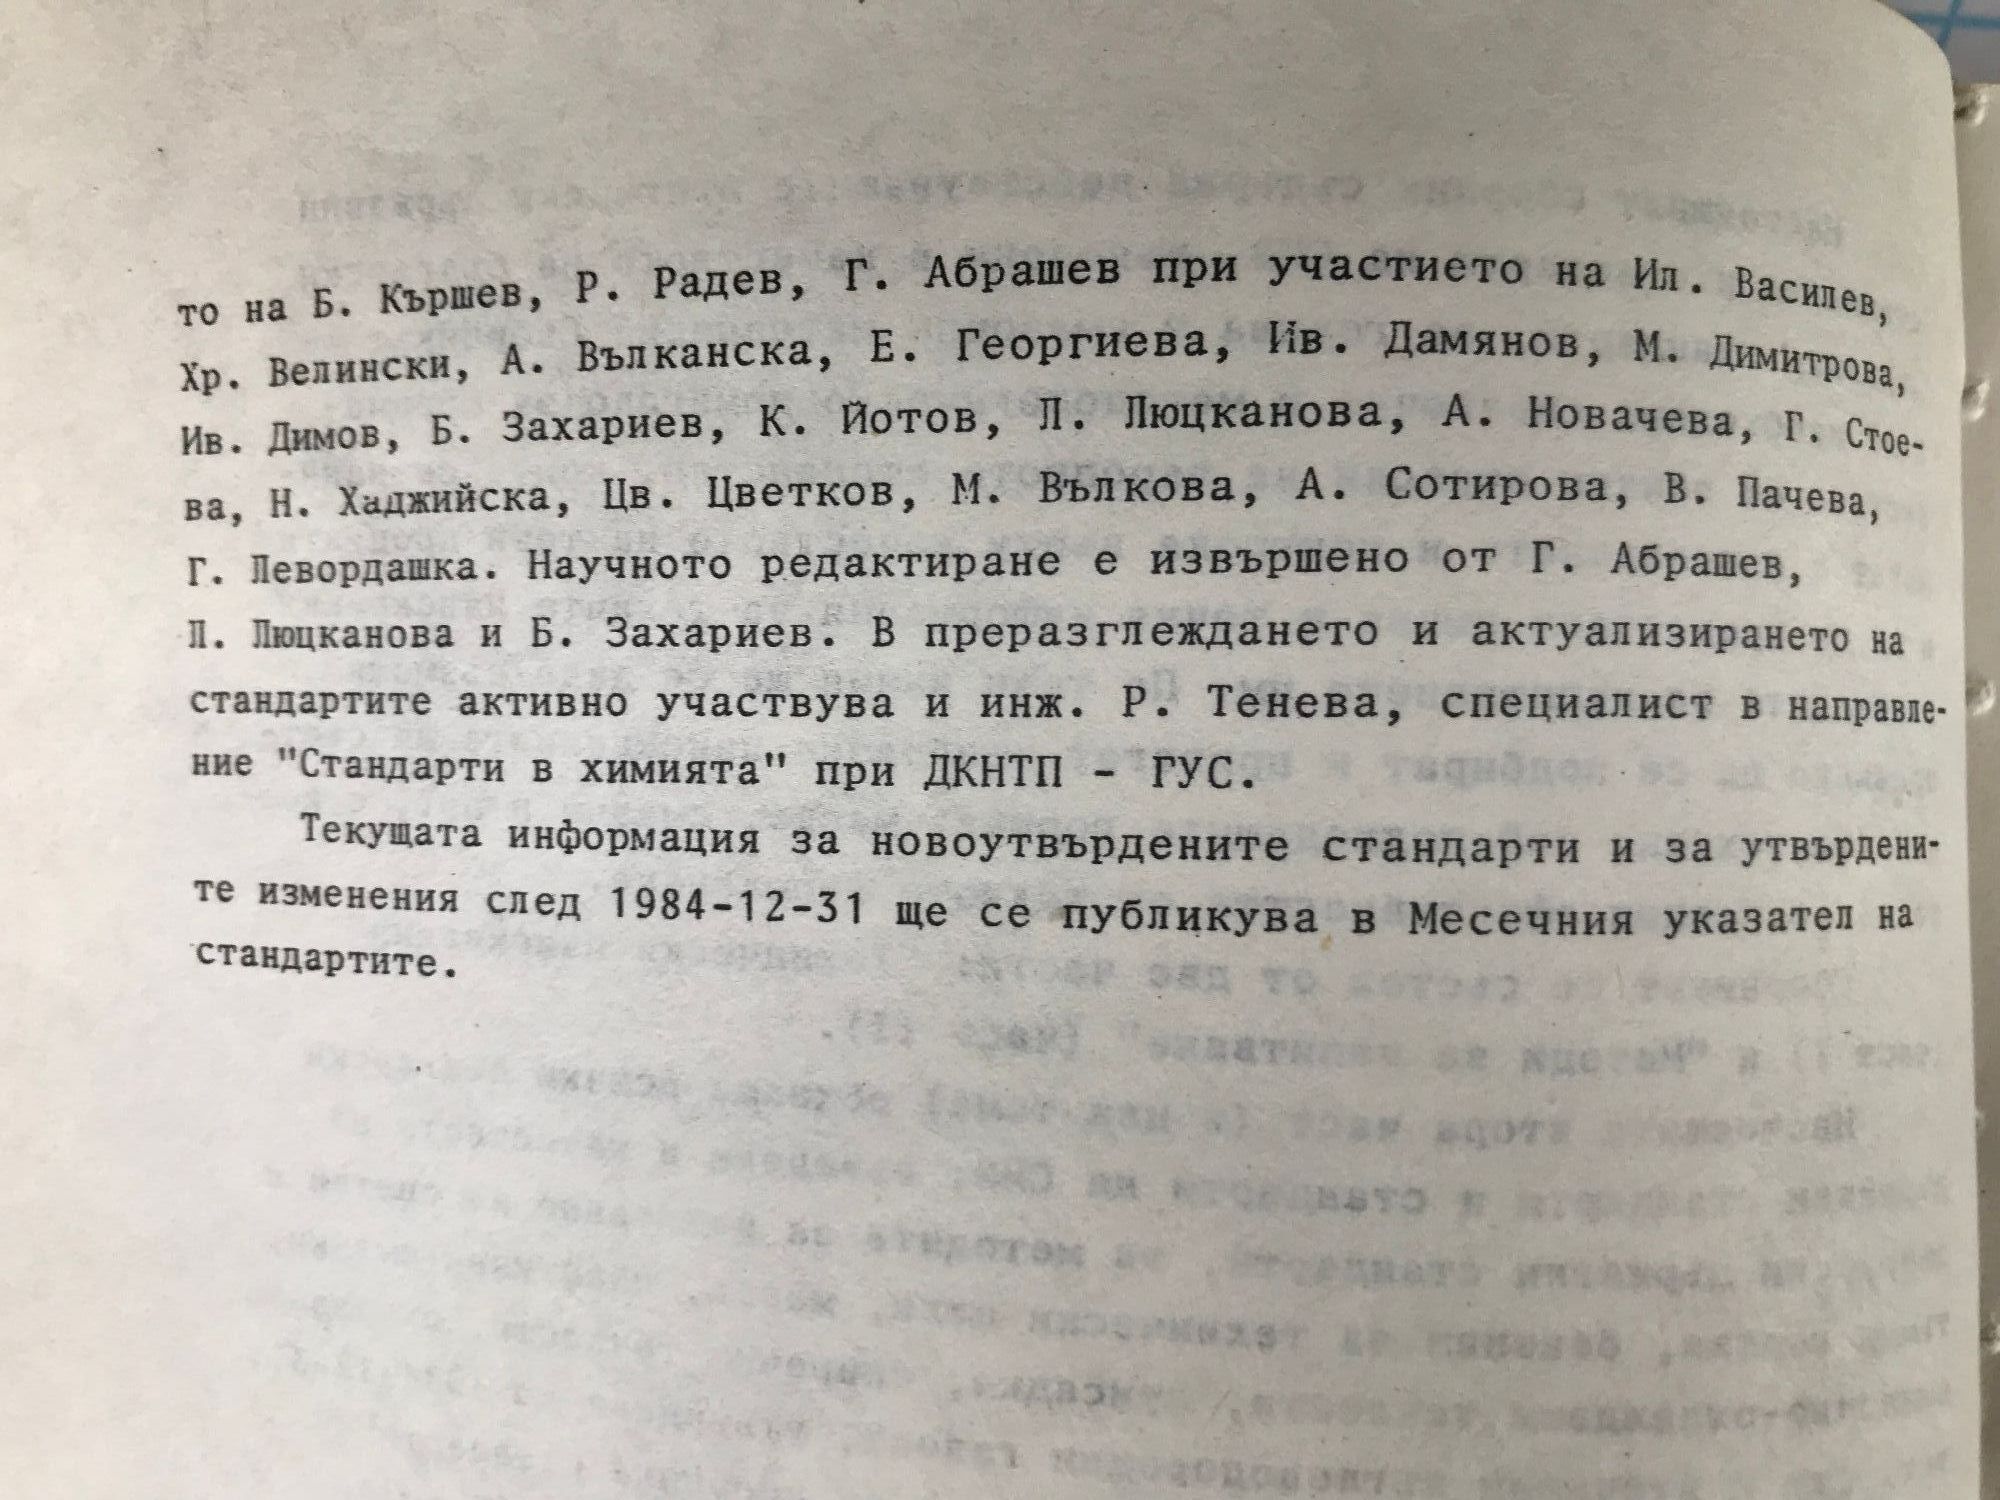 то на Б. Кършев, Р. Радев, Г. Абрашев при участието на Ил. Василев,
Хр. Велински, А. Вълканска, Е. Георгиева, Ив. Дамянов, М. Димитрова,
Ив. Димов, Б. Захариев, К. Йотов, Л. Люцканова, А. Новачева, Г. Стое-
ва, Н. Хаджийска, Цв. Цветков, М. Вълкова, А. Сотирова, В. Пачева,
Г. Левордашка. Научното редактиране е извършено от Г. Абрашев,
Л. Люцканова и Б. Захариев. В преразглеждането и актуализирането на
стандартите активно участвува и инж. Р. Тенева, специалист в направле-
ние "Стандарти в химията" при ДКНТП - ГУС.
Текущата информация за новоутвърдените стандарти и за утвърдени-
те изменения след 1984-12-31 ще се публикува в Месечния указател на
стандартите.